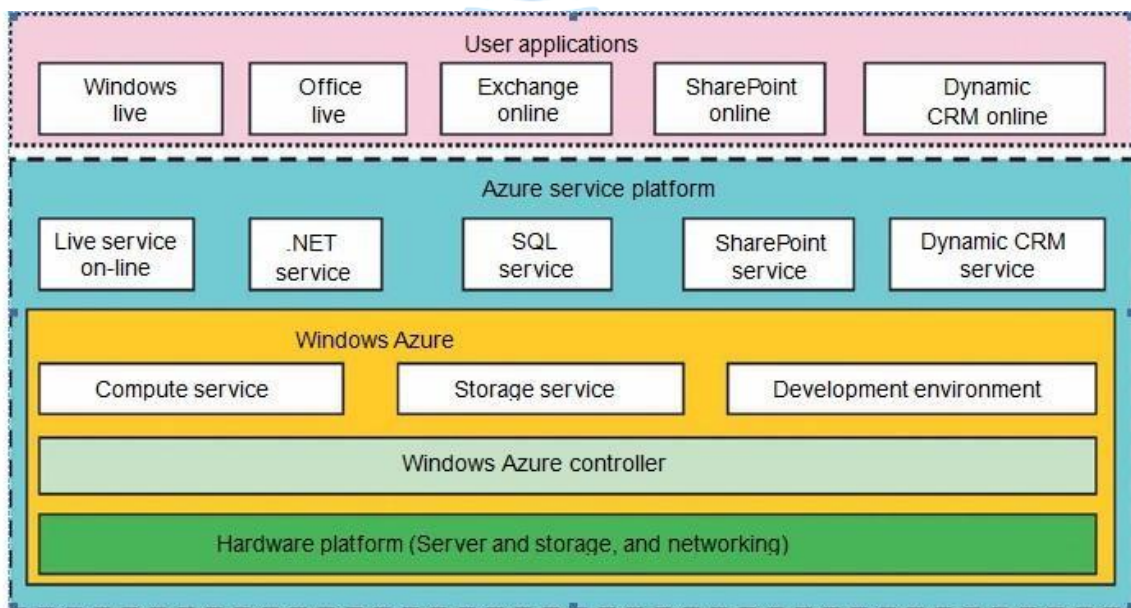 User applications
Windows
live
Office
live
Exchange
online
SharePoint
online
Dynamic
CRM online
Azure service platform
Live service
on-line
.NET
service
SQL
service
SharePoint
service
Dynamic CRM
service
Windows Azure
Compute service
Storage service
Development environment
Windows Azure controller
Hardware platform (Server and storage, and networking)